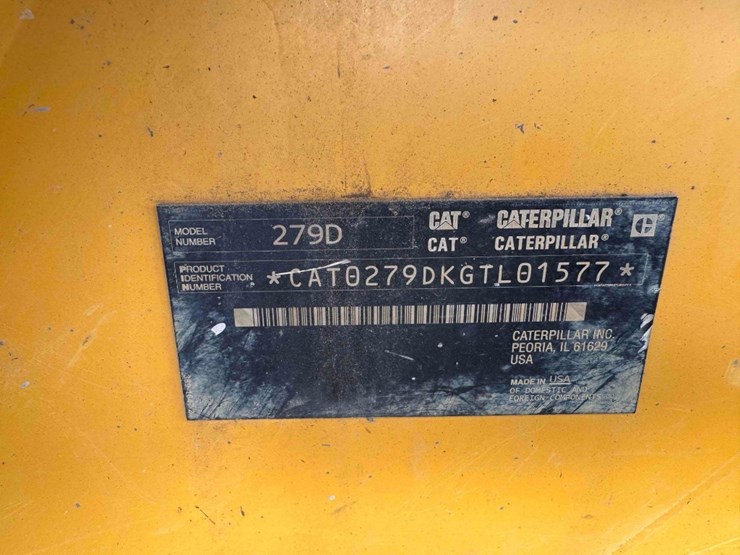 MODEL
NUMBER
279D
CAT® CATERPILLAR®
CAT® CATERPILLAR®
PRODUCT
IDENTIFICATION
NUMBER
*CAT0279DKGTL01577*
CATERPILLAR INC.
PEORIA, IL 61629
USA
MADE IN USA
OF DOMESTIC AND
FOREIGN COMPONENTS